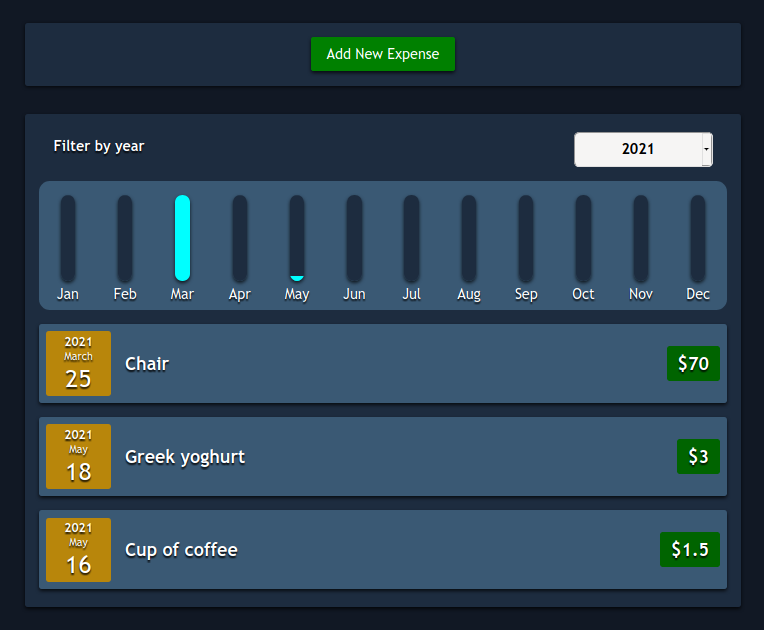 Add New Expense
Filter by year
2021
Jan Feb Mar Apr May Jun Jul Aug Sep Oct Nov Dec
2021
March
25
Chair
$70
2021
May
18
Greek yoghurt
$3
2021
May
16
Cup of coffee
$1.5